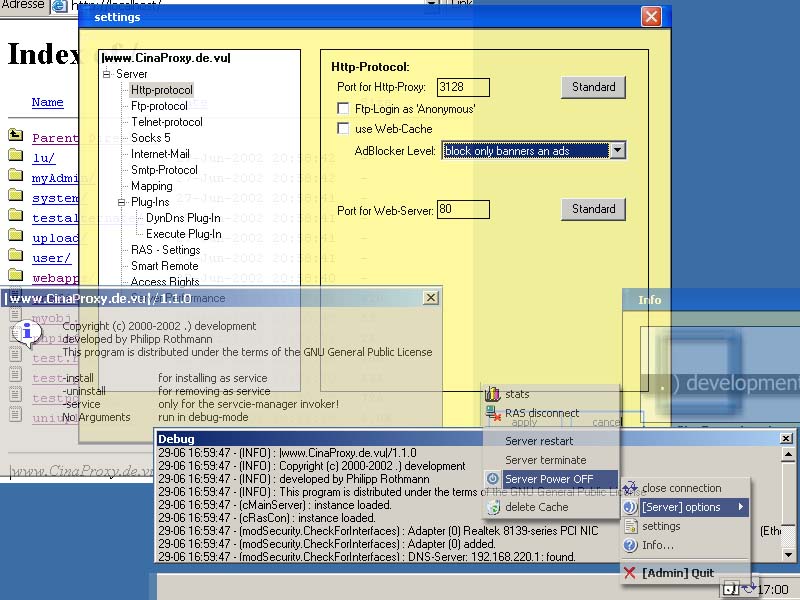 Adresse http://localhost/ Link
settings
Index of /
Name
Parent Dir
lu/
myAdmin/
system/
testalternet
upload/
user/
webapps/
myobj.
test.
test
testp
-Jun-2002 20:58:42
|www.CinaProxy.de.vu|
Server
Http-protocol
Ftp-protocol
Telnet-protocol
Socks 5
Internet-Mail
Smtp-Protocol
Mapping
Plug-Ins
DynDns Plug-In
Execute Plug-In
RAS - Settings
Smart Remote
Access Rights
Performance
Http-Protocol:
Port for Http-Proxy: 3128 Standard
Ftp-Login as 'Anonymous'
use Web-Cache
AdBlocker Level: block only banners an ads
Port for Web-Server: 80 Standard
apply cancel
|www.CinaProxy.de.vu|/1.1.0
Copyright (c) 2000-2002 .) development
developed by Philipp Rothmann
This program is distributed under the terms of the GNU General Public License
-install for installing as service
-uninstall for removing as service
-service only for the servcie-manager invoker!
No Arguments run in debug-mode
|www.CinaProxy.de.vu
Info
.) development
stats
RAS disconnect
Server restart
Server terminate
Server Power OFF
delete Cache
Debug
29-06 16:59:47 - (INFO) : |www.CinaProxy.de.vu|/1.1.0
29-06 16:59:47 - (INFO) : Copyright (c) 2000-2002 .) development
29-06 16:59:47 - (INFO) : developed by Philipp Rothmann
29-06 16:59:47 - (INFO) : This program is distributed under the terms of the GNU General Public License
29-06 16:59:47 - (cMainServer) : instance loaded.
29-06 16:59:47 - (cRasCon) : instance loaded.
29-06 16:59:47 - (modSecurity.CheckForInterfaces) : Adapter (0) Realtek 8139-series PCI NIC (Eth
29-06 16:59:47 - (modSecurity.CheckForInterfaces) : Adapter (0) added.
29-06 16:59:47 - (modSecurity.CheckForInterfaces) : DNS-Server: 192.168.220.1: found.
close connection
[Server] options
settings
Info...
[Admin] Quit
17:00